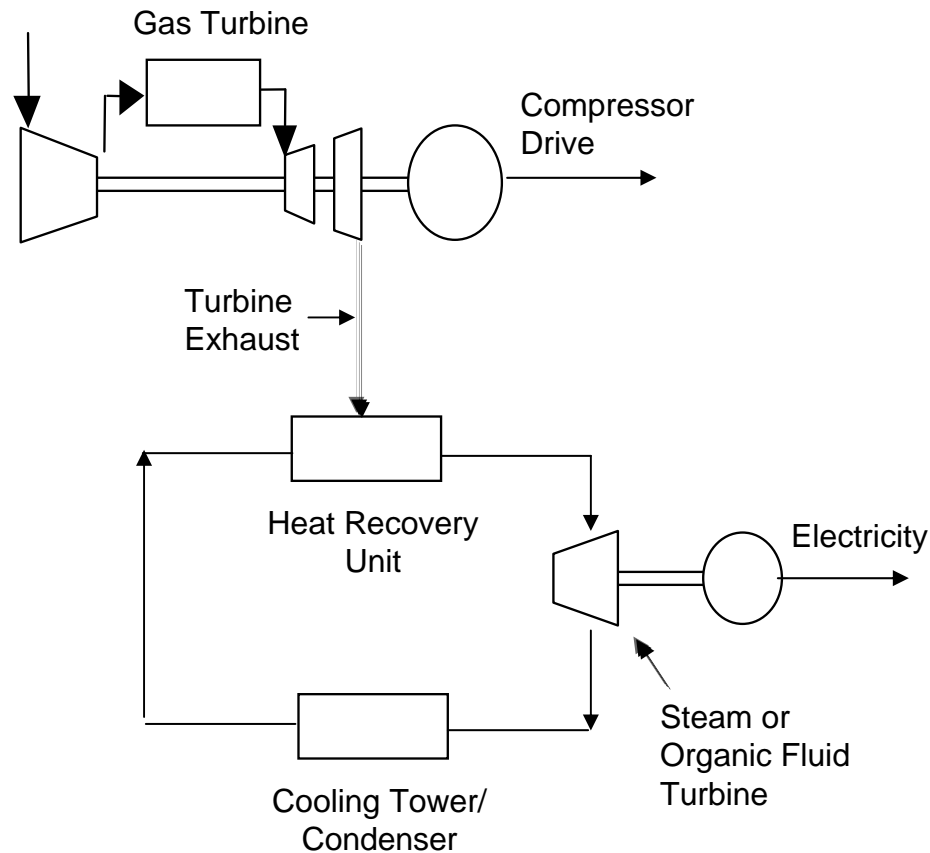 Gas Turbine
Compressor
Drive
Turbine
Exhaust
Heat Recovery
Unit
Electricity
Steam or
Organic Fluid
Turbine
Cooling Tower/
Condenser